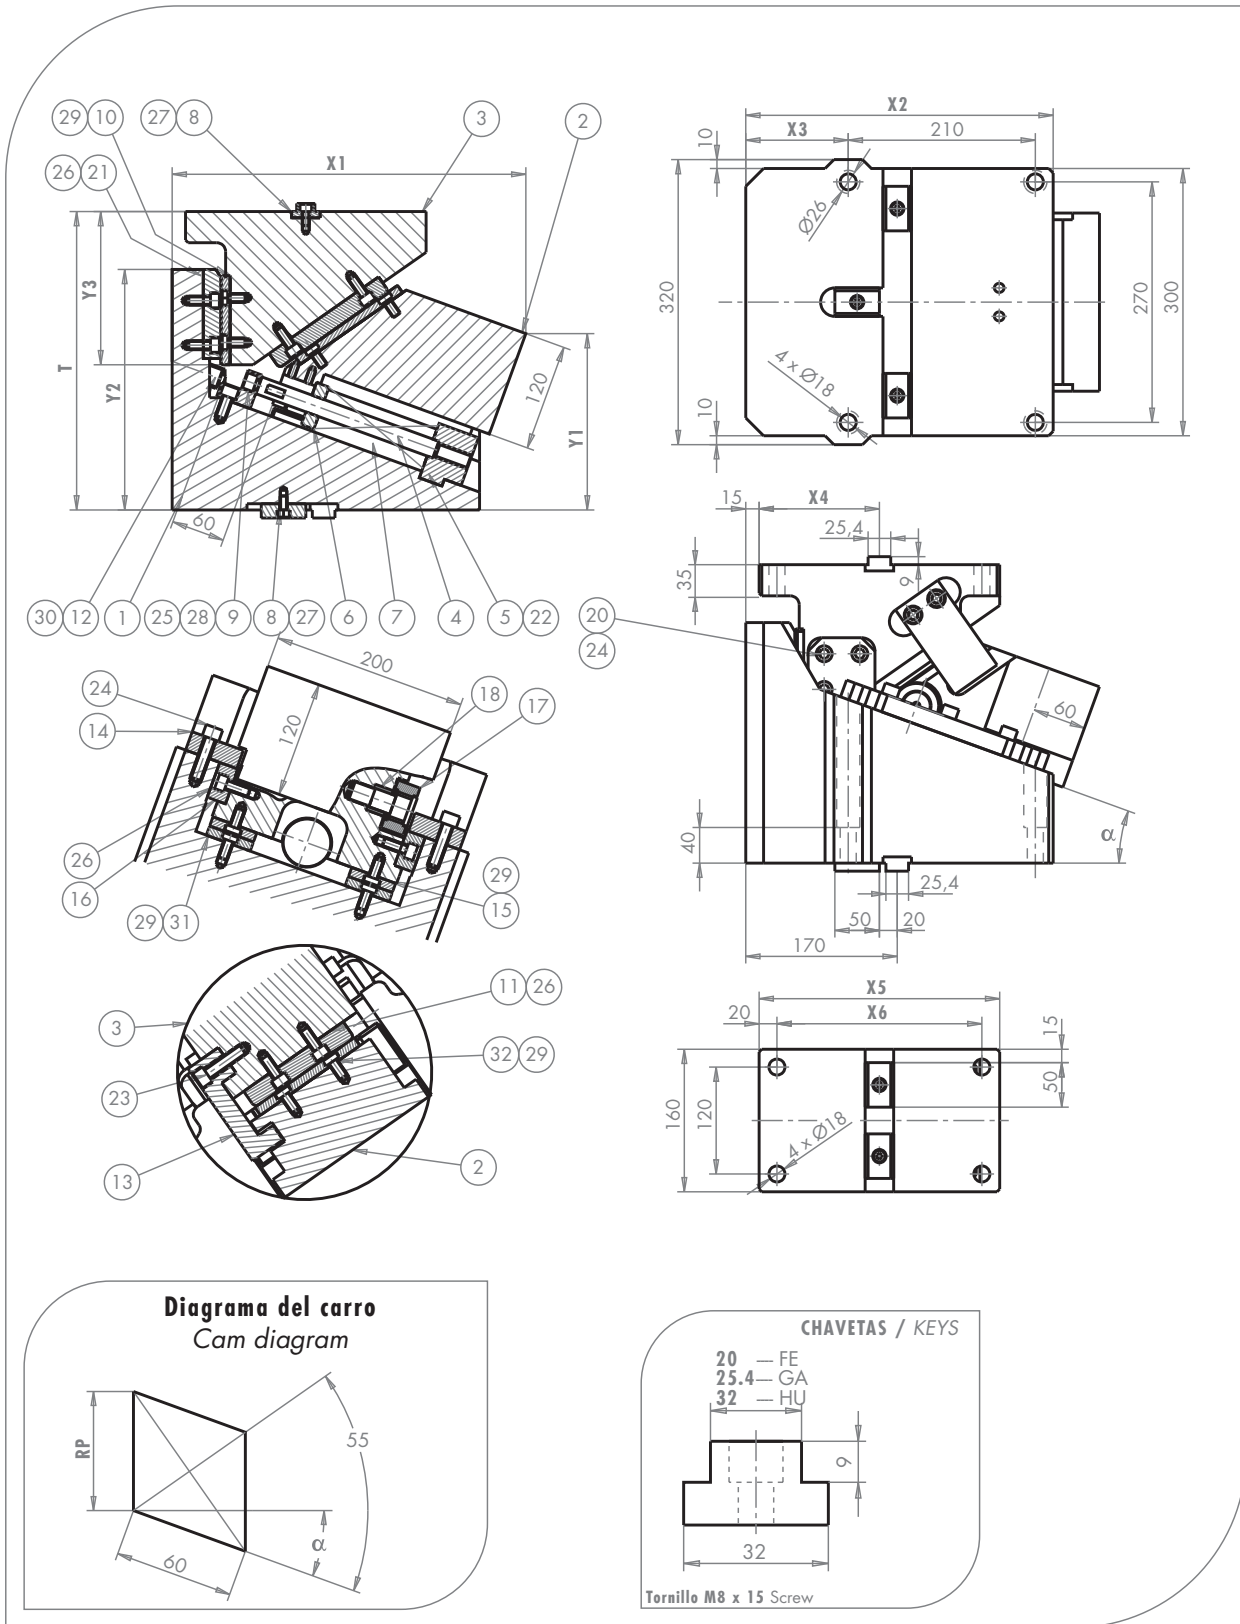 29 10 27 8 3 2
X1
26 21
Y3
T
Y2
120
Y1
60
30 12 1 25 28 9 8 27 6 7 4 5 22
X2
X3 210
10
Ø26
320
270
300
4 x Ø18
10
15 X4
25,4
9
35
20
24
60
40
α
25,4
50 20
170
200
24
14
120
18 17
26
16
29 31
29
15
11 26
3
32 29
23
13
2
X5
20 X6 15
50
160
120
4 x Ø18
Diagrama del carro
Cam diagram
RP
55
α
60
CHAVETAS / KEYS
20 — FE
25.4 — GA
32 — HU
9
32
Tornillo M8 x 15 Screw